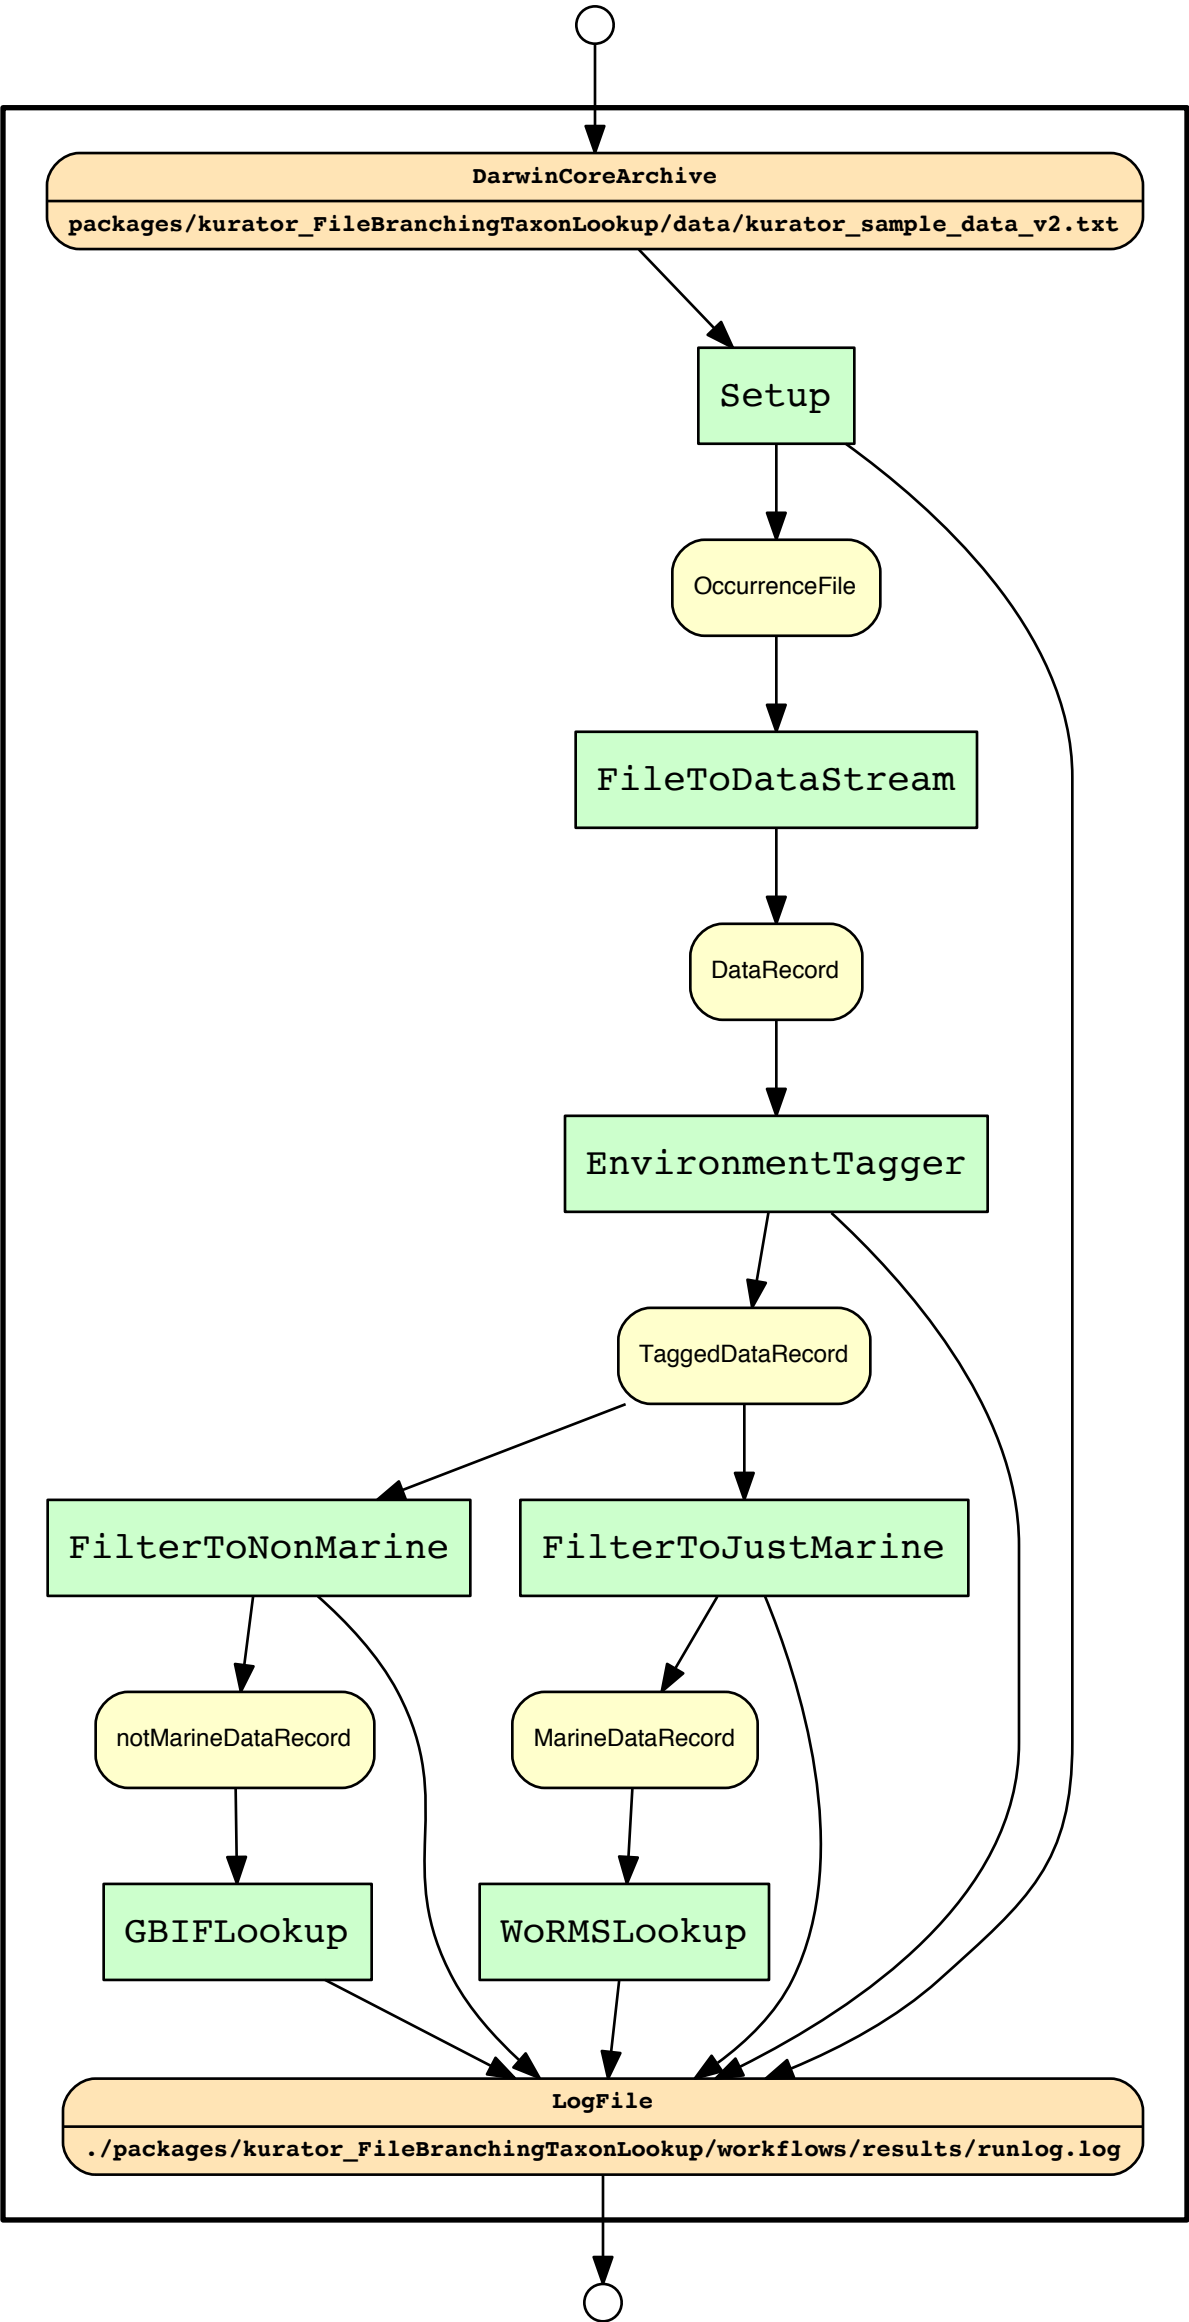 DarwinCoreArchive
packages/kurator_FileBranchingTaxonLookup/data/kurator_sample_data_v2.txt
Setup
OccurrenceFile
FileToDataStream
DataRecord
EnvironmentTagger
TaggedDataRecord
FilterToNonMarine
FilterToJustMarine
notMarineDataRecord
MarineDataRecord
GBIFLookup
WoRMSLookup
LogFile
./packages/kurator_FileBranchingTaxonLookup/workflows/results/runlog.log